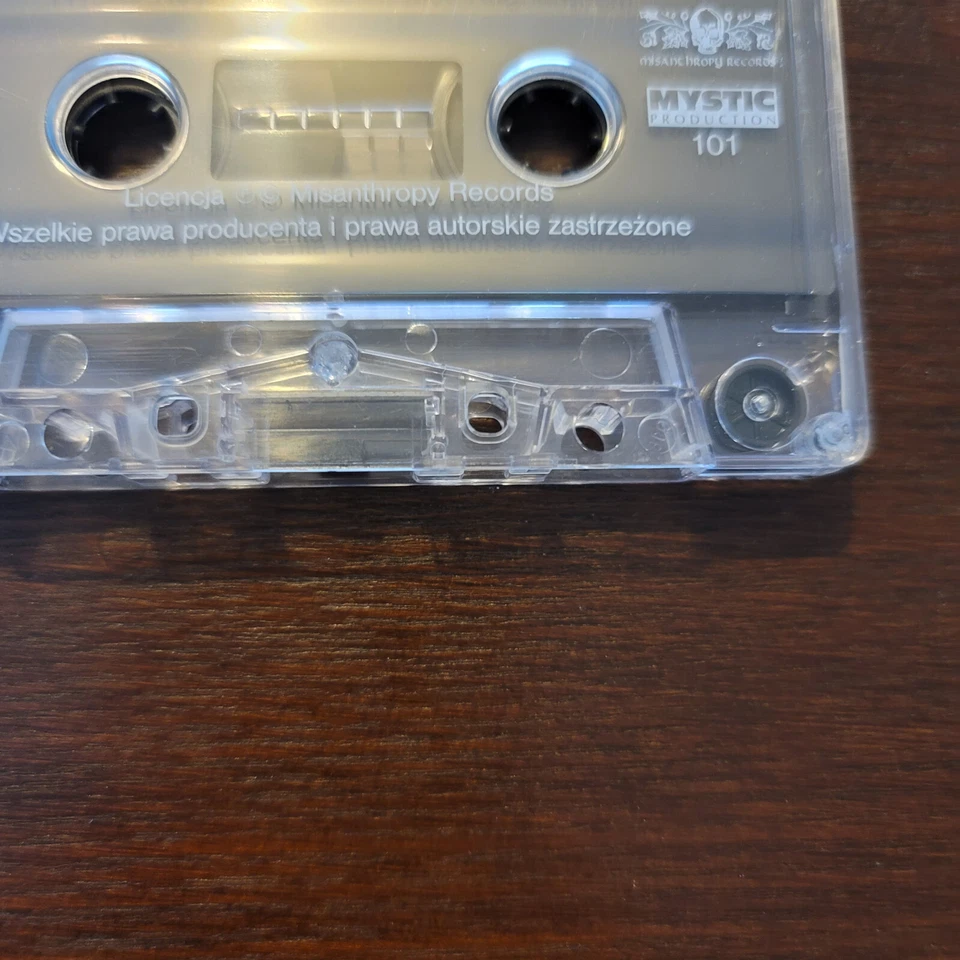 MISANTHROPY RECORDS
MYSTIC
PRODUCTION
101
Licencja ℗ © Misanthropy Records
Wszelkie prawa producenta i prawa autorskie zastrzeżone